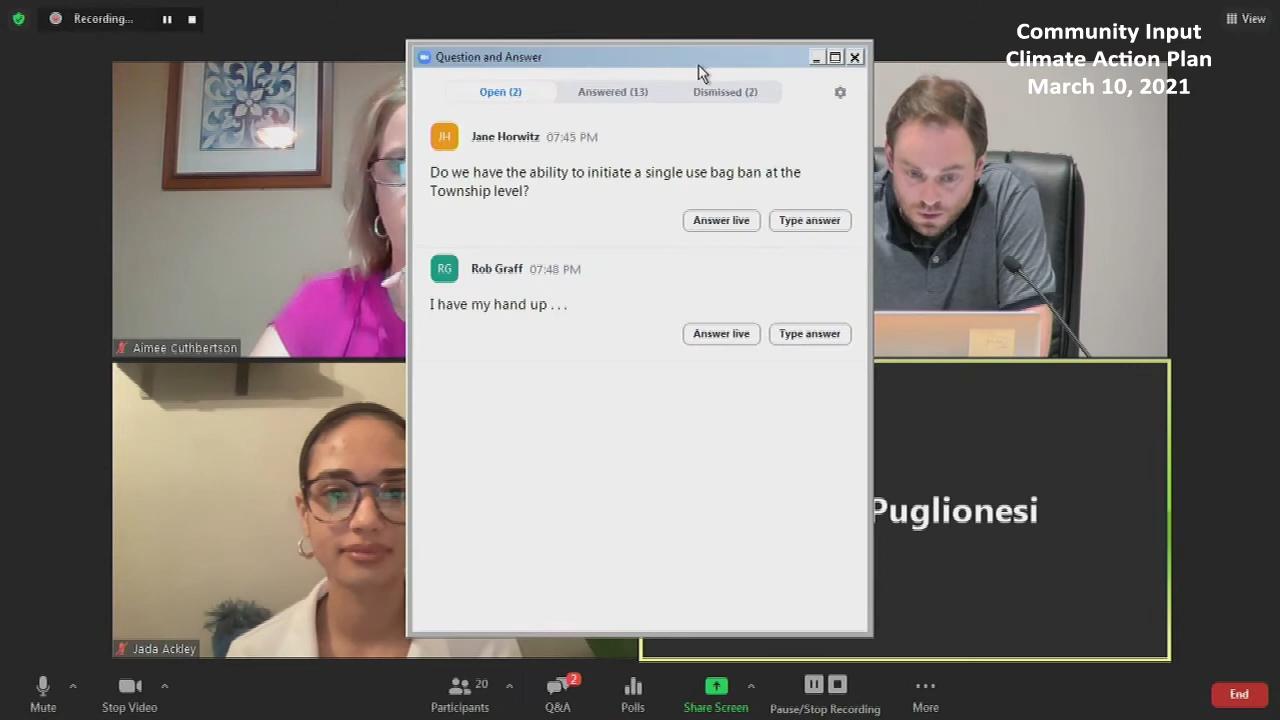 Recording...
View
Community Input
Climate Action Plan
March 10, 2021
Question and Answer
Open (2)
Answered (13)
Dismissed (2)
JH
Jane Horwitz 07:45 PM
Do we have the ability to initiate a single use bag ban at the
Township level?
Answer live
Type answer
RG
Rob Graff 07:48 PM
I have my hand up . . .
Answer live
Type answer
Aimee Cuthbertson
Puglionesi
Jada Ackley
Mute
Stop Video
20
Participants
2
Q&A
Polls
Share Screen
Pause/Stop Recording
More
End